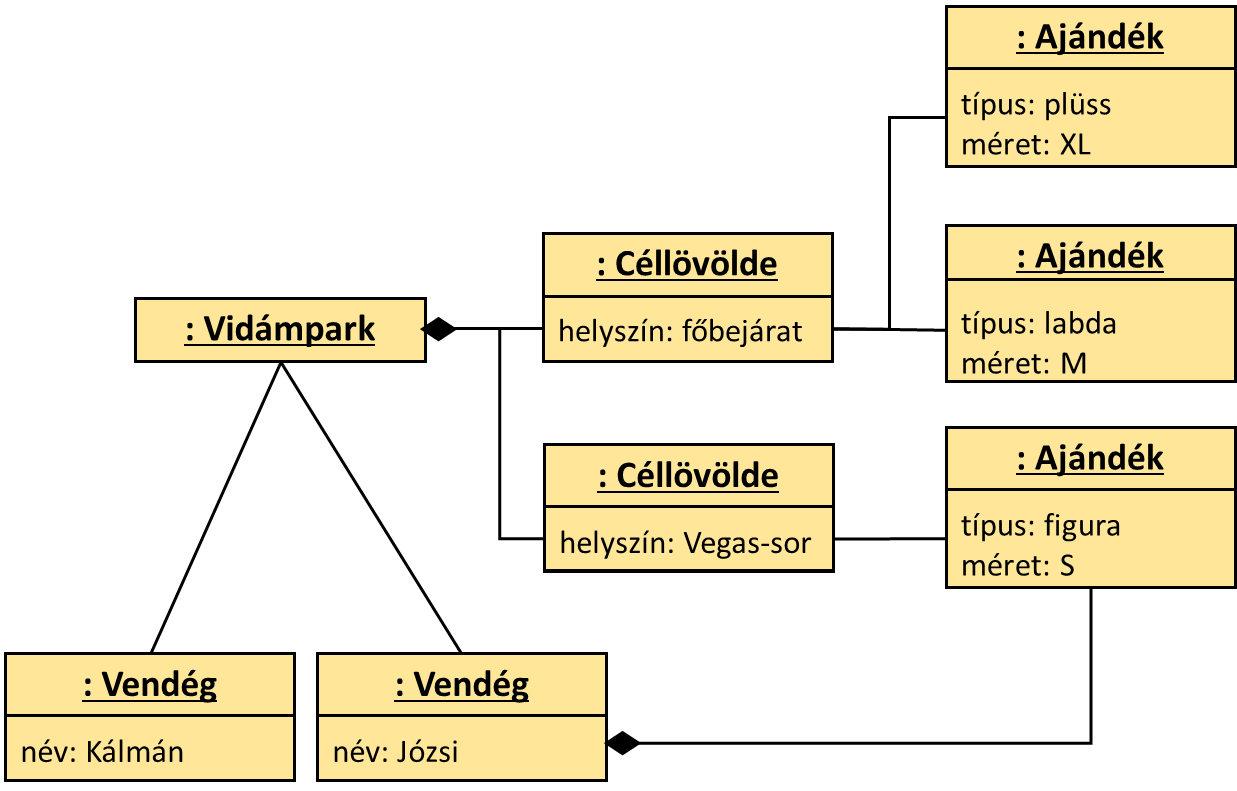 : Ajándék
típus: plüss
méret: XL
: Céllövölde
helyszín: főbejárat
: Ajándék
típus: labda
méret: M
: Vidámpark
: Céllövölde
helyszín: Vegas-sor
: Ajándék
típus: figura
méret: S
: Vendég
név: Kálmán
: Vendég
név: Józsi